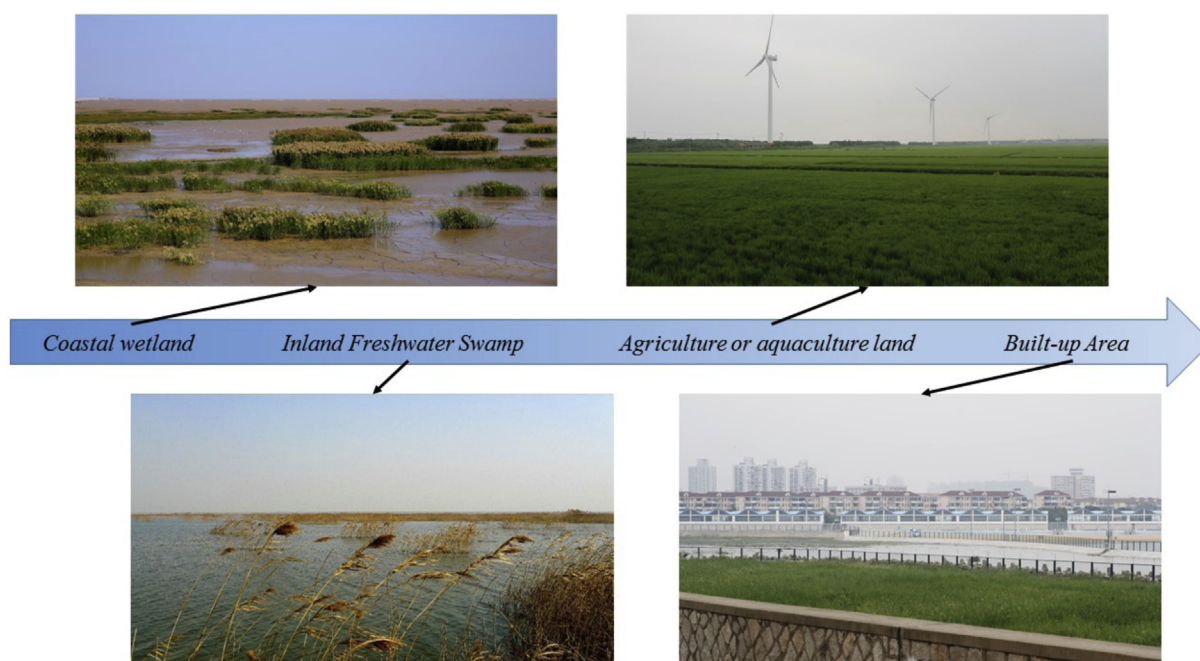 Coastal wetland
Inland Freshwater Swamp
Agriculture or aquaculture land
Built-up Area